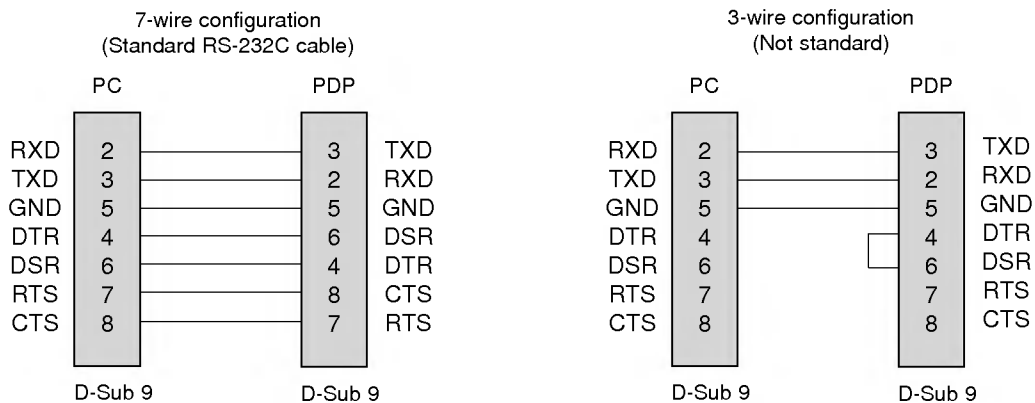 7-wire configuration
(Standard RS-232C cable)
PC PDP
RXD 2 3 TXD
TXD 3 2 RXD
GND 5 5 GND
DTR 4 6 DSR
DSR 6 4 DTR
RTS 7 8 CTS
CTS 8 7 RTS
D-Sub 9 D-Sub 9
3-wire configuration
(Not standard)
PC PDP
RXD 2 3 TXD
TXD 3 2 RXD
GND 5 5 GND
DTR 4 4 DTR
DSR 6 6 DSR
RTS 7 7 RTS
CTS 8 8 CTS
D-Sub 9 D-Sub 9